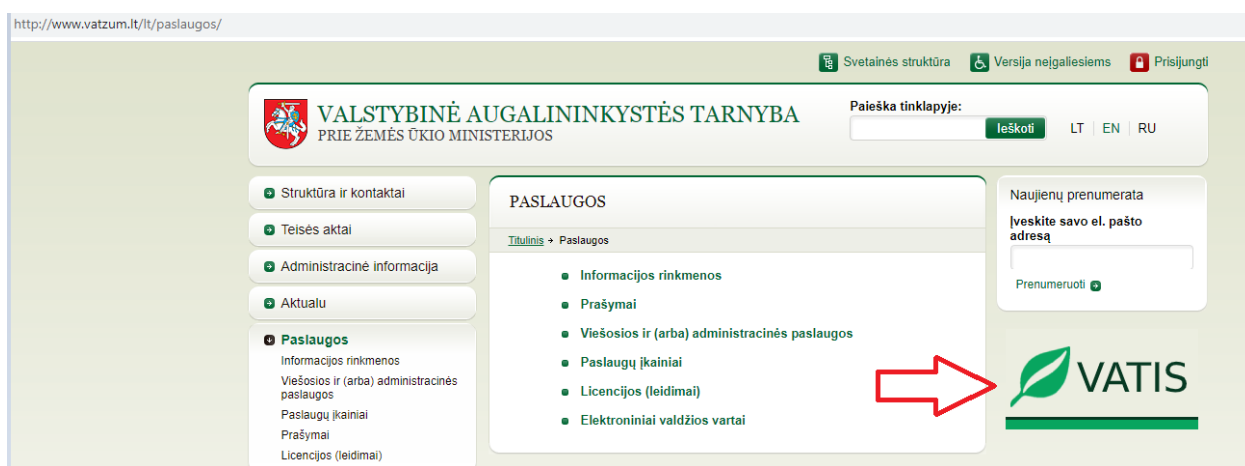 http://www.vatzum.lt/lt/paslaugos/
Svetainės struktūra
Versija neįgaliesiems
Prisijungti
VALSTYBINĖ AUGALININKYSTĖS TARNYBA
PRIE ŽEMĖS ŪKIO MINISTERIJOS
Paieška tinklapyje:
Ieškoti
LT | EN | RU
Struktūra ir kontaktai
Teisės aktai
Administracinė informacija
Aktualu
Paslaugos
Informacijos rinkmenos
Viešosios ir (arba) administracinės
paslaugos
Paslaugų įkainiai
Prašymai
Licencijos (leidimai)
PASLAUGOS
Titulinis → Paslaugos
Informacijos rinkmenos
Prašymai
Viešosios ir (arba) administracinės paslaugos
Paslaugų įkainiai
Licencijos (leidimai)
Elektroniniai valdžios vartai
Naujienų prenumerata
Įveskite savo el. pašto
adresą
Prenumeruoti
VATIS